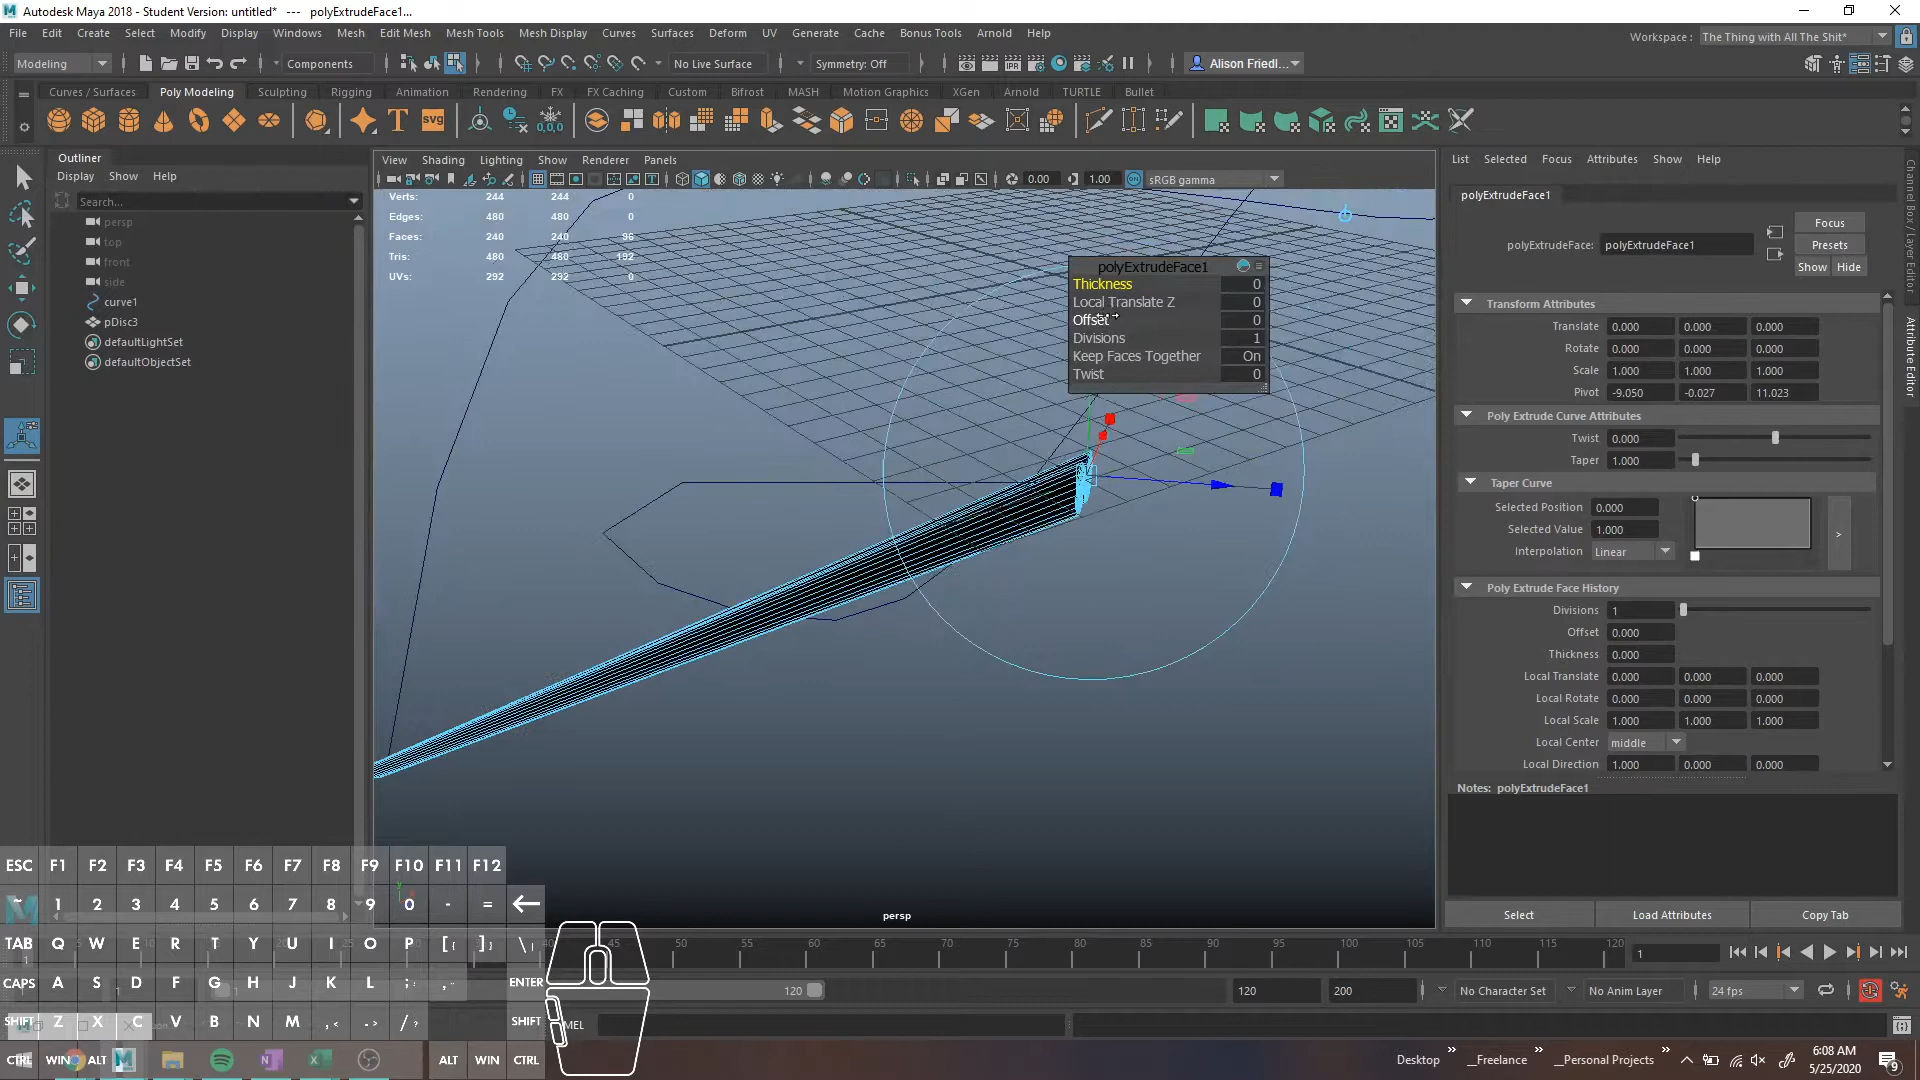 Autodesk Maya 2018 - Student Version: untitled*   ---   polyExtrudeFace1...
File Edit Create Select Modify Display Windows Mesh Edit Mesh Mesh Tools Mesh Display Curves Surfaces Deform UV Generate Cache Bonus Tools Arnold Help
Workspace : The Thing with All The Shit*
Modeling Components No Live Surface Symmetry: Off Alison Friedl...
Curves / Surfaces Poly Modeling Sculpting Rigging Animation Rendering FX FX Caching Custom Bifrost MASH Motion Graphics XGen Arnold TURTLE Bullet
Outliner
Display Show Help
Search...
persp
top
front
side
curve1
pDisc3
defaultLightSet
defaultObjectSet
View Shading Lighting Show Renderer Panels
0.00 1.00 sRGB gamma
Verts: 244 244 0
Edges: 480 480 0
Faces: 240 240 96
Tris: 480 480 192
UVs: 292 292 0
polyExtrudeFace1
Thickness 0
Local Translate Z 0
Offset 0
Divisions 1
Keep Faces Together On
Twist 0
persp
List Selected Focus Attributes Show Help
polyExtrudeFace1
Focus
polyExtrudeFace: polyExtrudeFace1 Presets
Show Hide
Transform Attributes
Translate 0.000 0.000 0.000
Rotate 0.000 0.000 0.000
Scale 1.000 1.000 1.000
Pivot -9.050 -0.027 11.023
Poly Extrude Curve Attributes
Twist 0.000
Taper 1.000
Taper Curve
Selected Position 0.000
Selected Value 1.000
Interpolation Linear
>
Poly Extrude Face History
Divisions 1
Offset 0.000
Thickness 0.000
Local Translate 0.000 0.000 0.000
Local Rotate 0.000 0.000 0.000
Local Scale 1.000 1.000 1.000
Local Center middle
Local Direction 1.000 0.000 0.000
Notes: polyExtrudeFace1
Select Load Attributes Copy Tab
Channel Box / Layer Editor
Attribute Editor
ESC F1 F2 F3 F4 F5 F6 F7 F8 F9 F10 F11 F12
~ 1 2 3 4 5 6 7 8 9 0 - = ←
TAB Q W E R T Y U I O P [{ ]} \|
CAPS A S D F G H J K L ;: ," ENTER
SHIFT Z X C V B N M ,< .> /? SHIFT
CTRL WIN ALT ALT WIN CTRL
45 50 55 60 65 70 75 80 85 90 95 100 105 110 115 120
1
120 120 200 No Character Set No Anim Layer 24 fps
MEL
Desktop __Freelance __Personal Projects
6:08 AM
5/25/2020
9